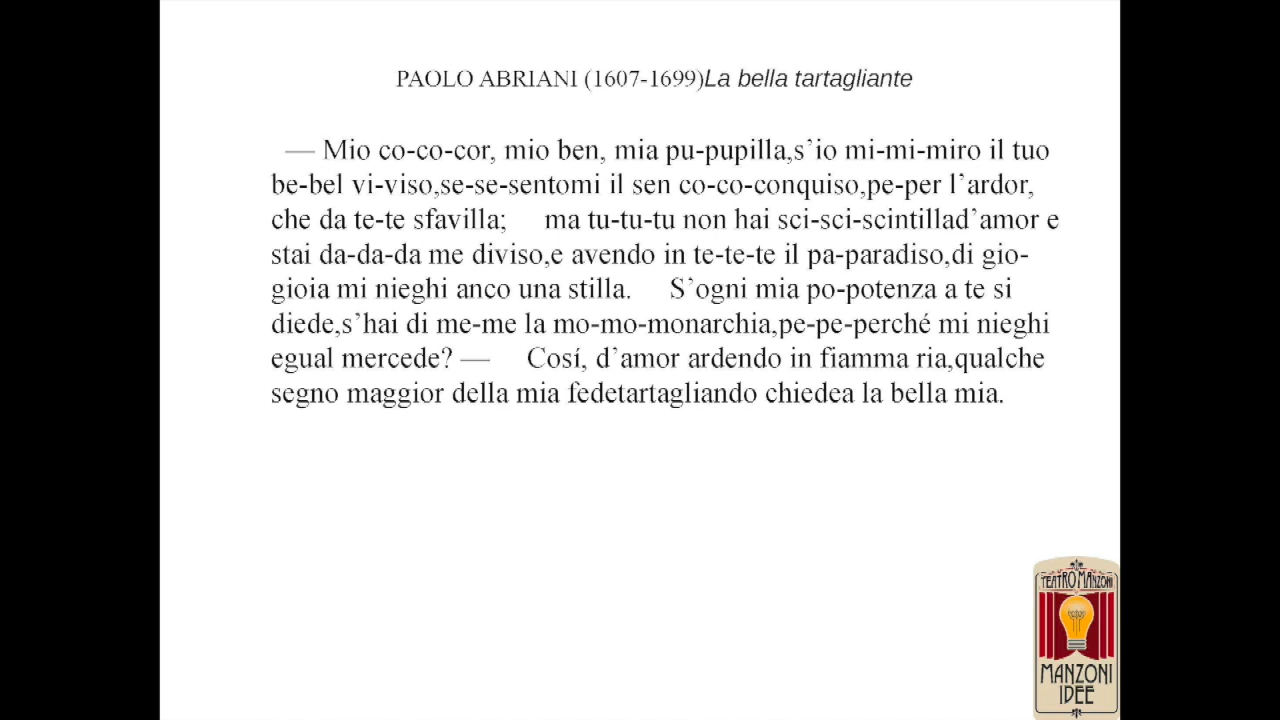 PAOLO ABRIANI (1607-1699)La bella tartagliante
— Mio co-co-cor, mio ben, mia pu-pupilla,s’io mi-mi-miro il tuo
be-bel vi-viso,se-se-sentomi il sen co-co-conquiso,pe-per l’ardor,
che da te-te sfavilla; ma tu-tu-tu non hai sci-sci-scintillad’amor e
stai da-da-da me diviso,e avendo in te-te-te il pa-paradiso,di gio-
gioia mi nieghi anco una stilla. S’ogni mia po-potenza a te si
diede,s’hai di me-me la mo-mo-monarchia,pe-pe-perché mi nieghi
egual mercede? — Cosí, d’amor ardendo in fiamma ria,qualche
segno maggior della mia fedetartagliando chiedea la bella mia.
TEATRO MANZONI
MANZONI
IDEE